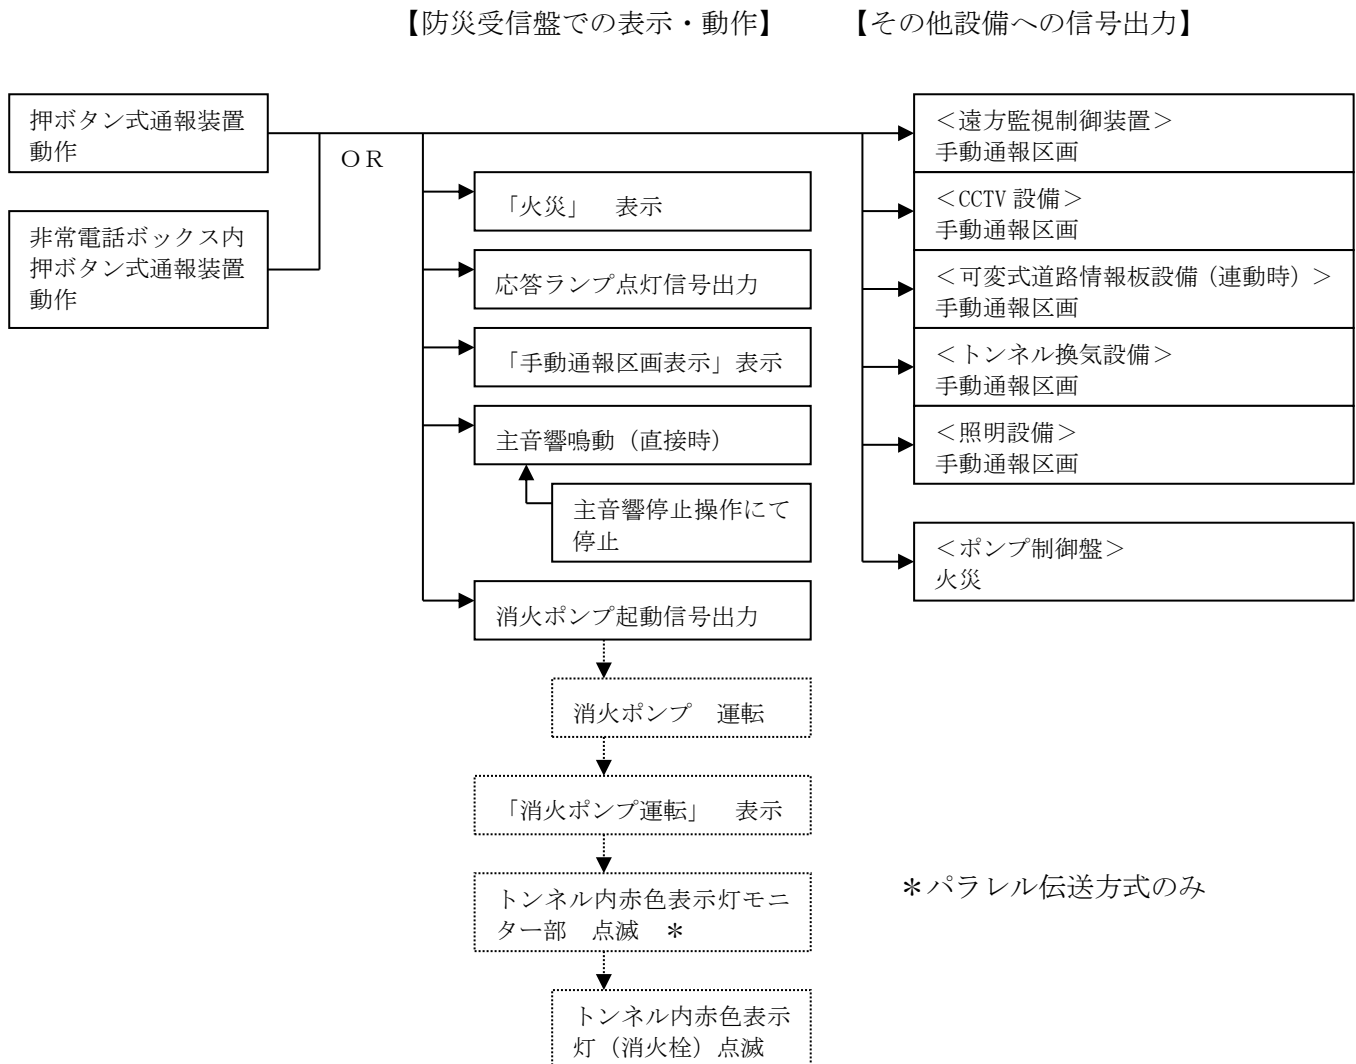 【防災受信盤での表示・動作】　【その他設備への信号出力】
押ボタン式通報装置
動作
非常電話ボックス内
押ボタン式通報装置
動作
ＯＲ
「火災」　表示
応答ランプ点灯信号出力
「手動通報区画表示」表示
主音響鳴動（直接時）
主音響停止操作にて
停止
消火ポンプ起動信号出力
消火ポンプ　運転
「消火ポンプ運転」　表示
トンネル内赤色表示灯モニ
ター部　点滅　＊
トンネル内赤色表示
灯（消火栓）点滅
＜遠方監視制御装置＞
手動通報区画
＜CCTV 設備＞
手動通報区画
＜可変式道路情報板設備（連動時）＞
手動通報区画
＜トンネル換気設備＞
手動通報区画
＜照明設備＞
手動通報区画
＜ポンプ制御盤＞
火災
＊パラレル伝送方式のみ